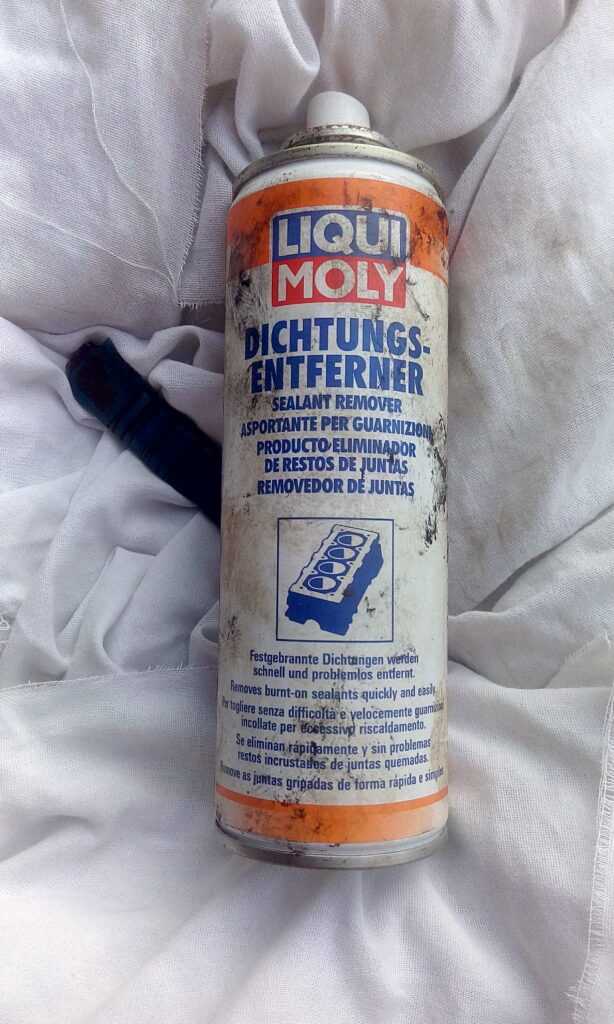 LIQUI
MOLY
DICHTUNGS-
ENTFERNER
SEALANT REMOVER
ASPORTANTE PER GUARNIZIONI
PRODUCTO ELIMINADOR
DE RESTOS DE JUNTAS
REMOVEDOR DE JUNTAS
Festgebrannte Dichtungen werden
schnell und problemlos entfernt.
Removes burnt-on sealants quickly and easily.
Per togliere senza difficoltà e velocemente guarnizioni
incollate per eccessivo riscaldamento.
Se eliminan rápidamente y sin problemas
restos incrustados de juntas quemadas.
Remove as juntas gripadas de forma rápida e simples